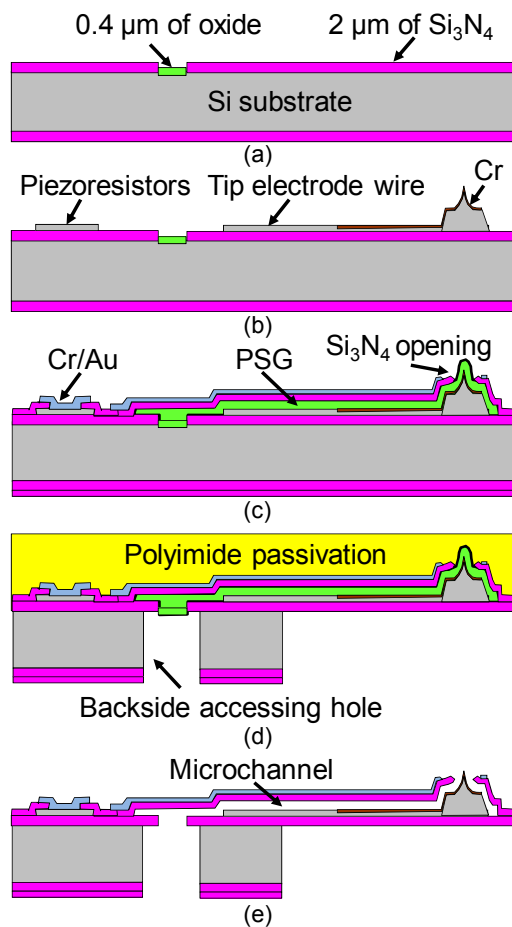 0.4 µm of oxide
2 µm of Si₃N₄
Si substrate
(a)
Piezoresistors
Tip electrode wire
Cr
(b)
Cr/Au
PSG
Si₃N₄ opening
(c)
Polyimide passivation
Backside accessing hole
(d)
Microchannel
(e)